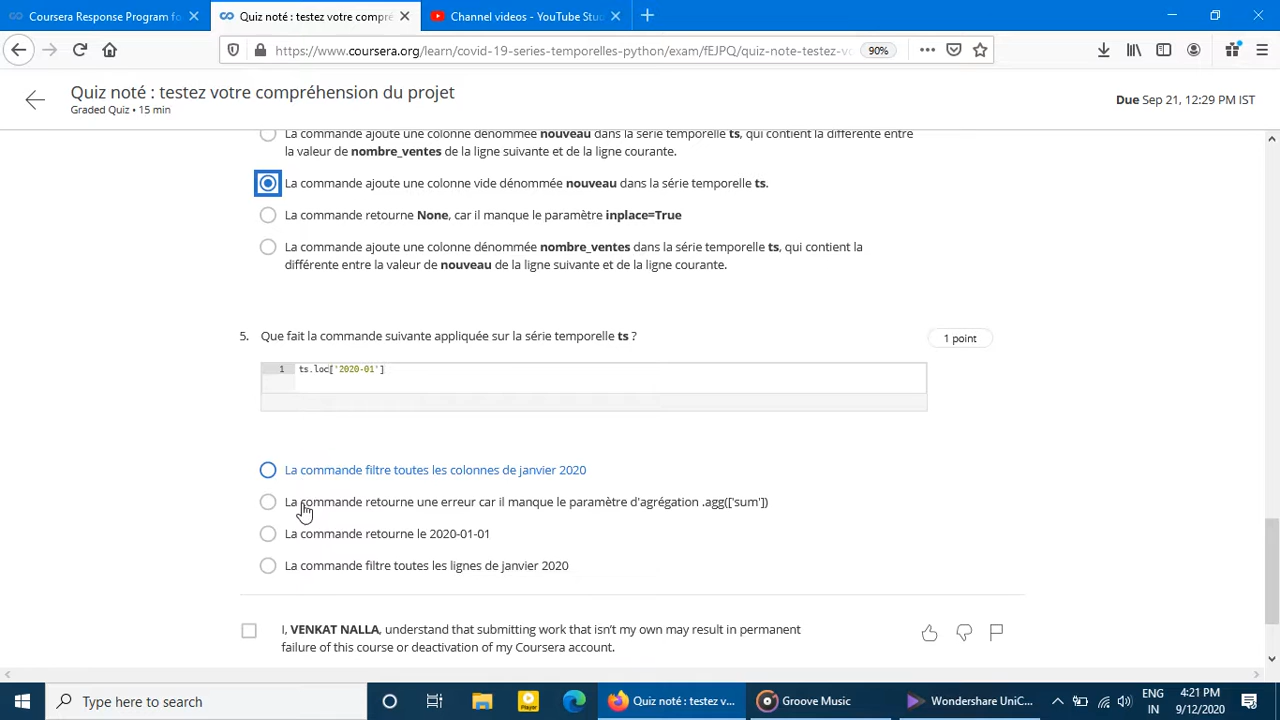 Coursera Response Program fo
Quiz noté : testez votre compré
Channel videos - YouTube Stu
https://www.coursera.org/learn/covid-19-series-temporelles-python/exam/fEJPQ/quiz-note-testez-v
90%
Quiz noté : testez votre compréhension du projet
Graded Quiz • 15 min
Due Sep 21, 12:29 PM IST
La commande ajoute une colonne dénommée nouveau dans la série temporelle ts, qui contient la différente entre
la valeur de nombre_ventes de la ligne suivante et de la ligne courante.
La commande ajoute une colonne vide dénommée nouveau dans la série temporelle ts.
La commande retourne None, car il manque le paramètre inplace=True
La commande ajoute une colonne dénommée nombre_ventes dans la série temporelle ts, qui contient la
différente entre la valeur de nouveau de la ligne suivante et de la ligne courante.
5. Que fait la commande suivante appliquée sur la série temporelle ts ?
1 point
1 ts.loc['2020-01']
La commande filtre toutes les colonnes de janvier 2020
La commande retourne une erreur car il manque le paramètre d'agrégation .agg(['sum'])
La commande retourne le 2020-01-01
La commande filtre toutes les lignes de janvier 2020
I, VENKAT NALLA, understand that submitting work that isn't my own may result in permanent
failure of this course or deactivation of my Coursera account.
Type here to search
Player
Quiz noté : testez v...
Groove Music
Wondershare UniC...
ENG
IN
4:21 PM
9/12/2020